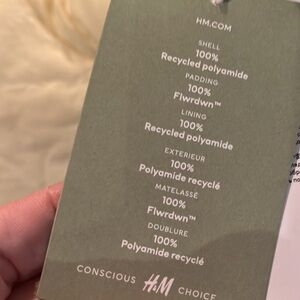 HM.COM
SHELL
100%
Recycled polyamide
PADDING
100%
Flwrdwn™
LINING
100%
Recycled polyamide
EXTERIEUR
100%
Polyamide recyclé
MATELASSÉ
100%
Flwrdwn™
DOUBLURE
100%
Polyamide recyclé
CONSCIOUS H&M CHOICE